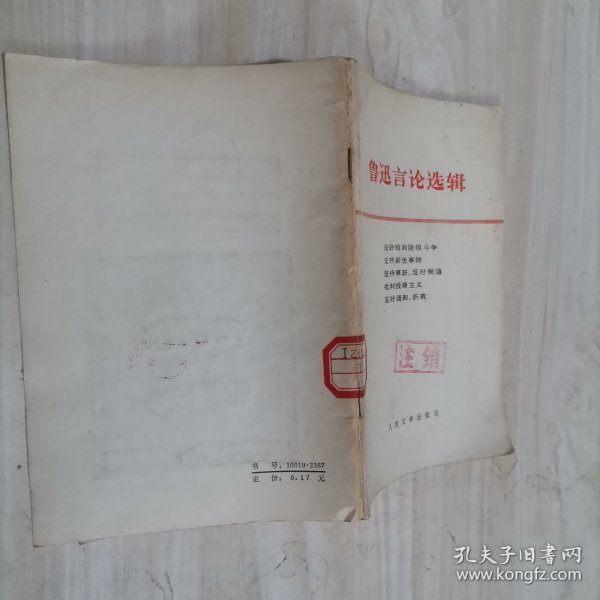 鲁迅言论选辑
论阶级和阶级斗争
支持新生事物
坚持革新,反对倒退
批判投降主义
反对调和、折衷
注销
人民文学出版社
书 号:10019·2367
定 价:0.17 元
孔夫子旧书网
www.kongfz.com